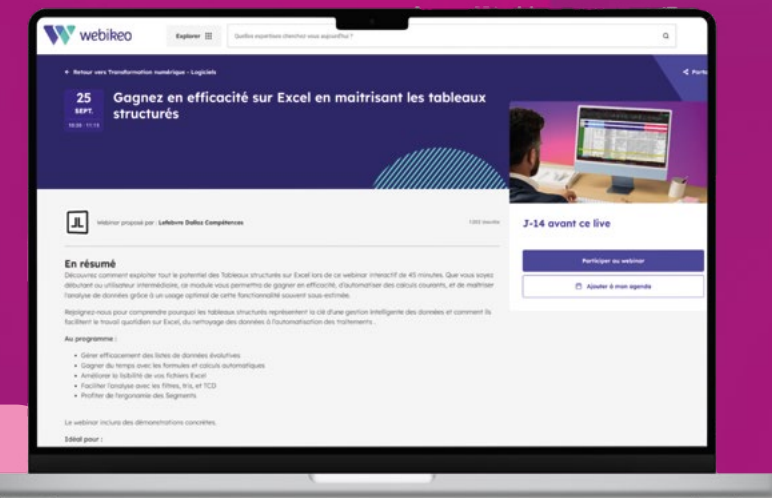 webikeo
Explorer
Quelles expertises cherchez-vous aujourd'hui ?
← Retour vers Transformation numérique - Logiciels
Parta
25
SEPT.
Gagnez en efficacité sur Excel en maitrisant les tableaux
structurés
JL
Webinar proposé par : Lefebvre Dalloz Compétences
J-14 avant ce live
Participer au webinar
Ajouter à mon agenda
En résumé
Découvrez comment exploiter tout le potentiel des Tableaux structurés sur Excel lors de ce webinar interactif de 45 minutes. Que vous soyez
débutant ou utilisateur intermédiaire, ce module vous permettra de gagner en efficacité, d'automatiser des calculs courants, et de maîtriser
l'analyse de données grâce à un usage optimal de cette fonctionnalité souvent sous-estimée.
Rejoignez-nous pour comprendre pourquoi les tableaux structurés représentent la clé d'une gestion intelligente des données et comment ils
facilitent le travail quotidien sur Excel, du nettoyage des données à l'automatisation des traitements .
Au programme :
• Gérer efficacement des listes de données évolutives
• Gagner du temps avec les formules et calculs automatiques
• Améliorer la lisibilité de vos fichiers Excel
• Faciliter l'analyse avec les filtres, tris, et TCD
• Profiter de l'ergonomie des Segments
Le webinar inclura des démonstrations concrètes.
Idéal pour :